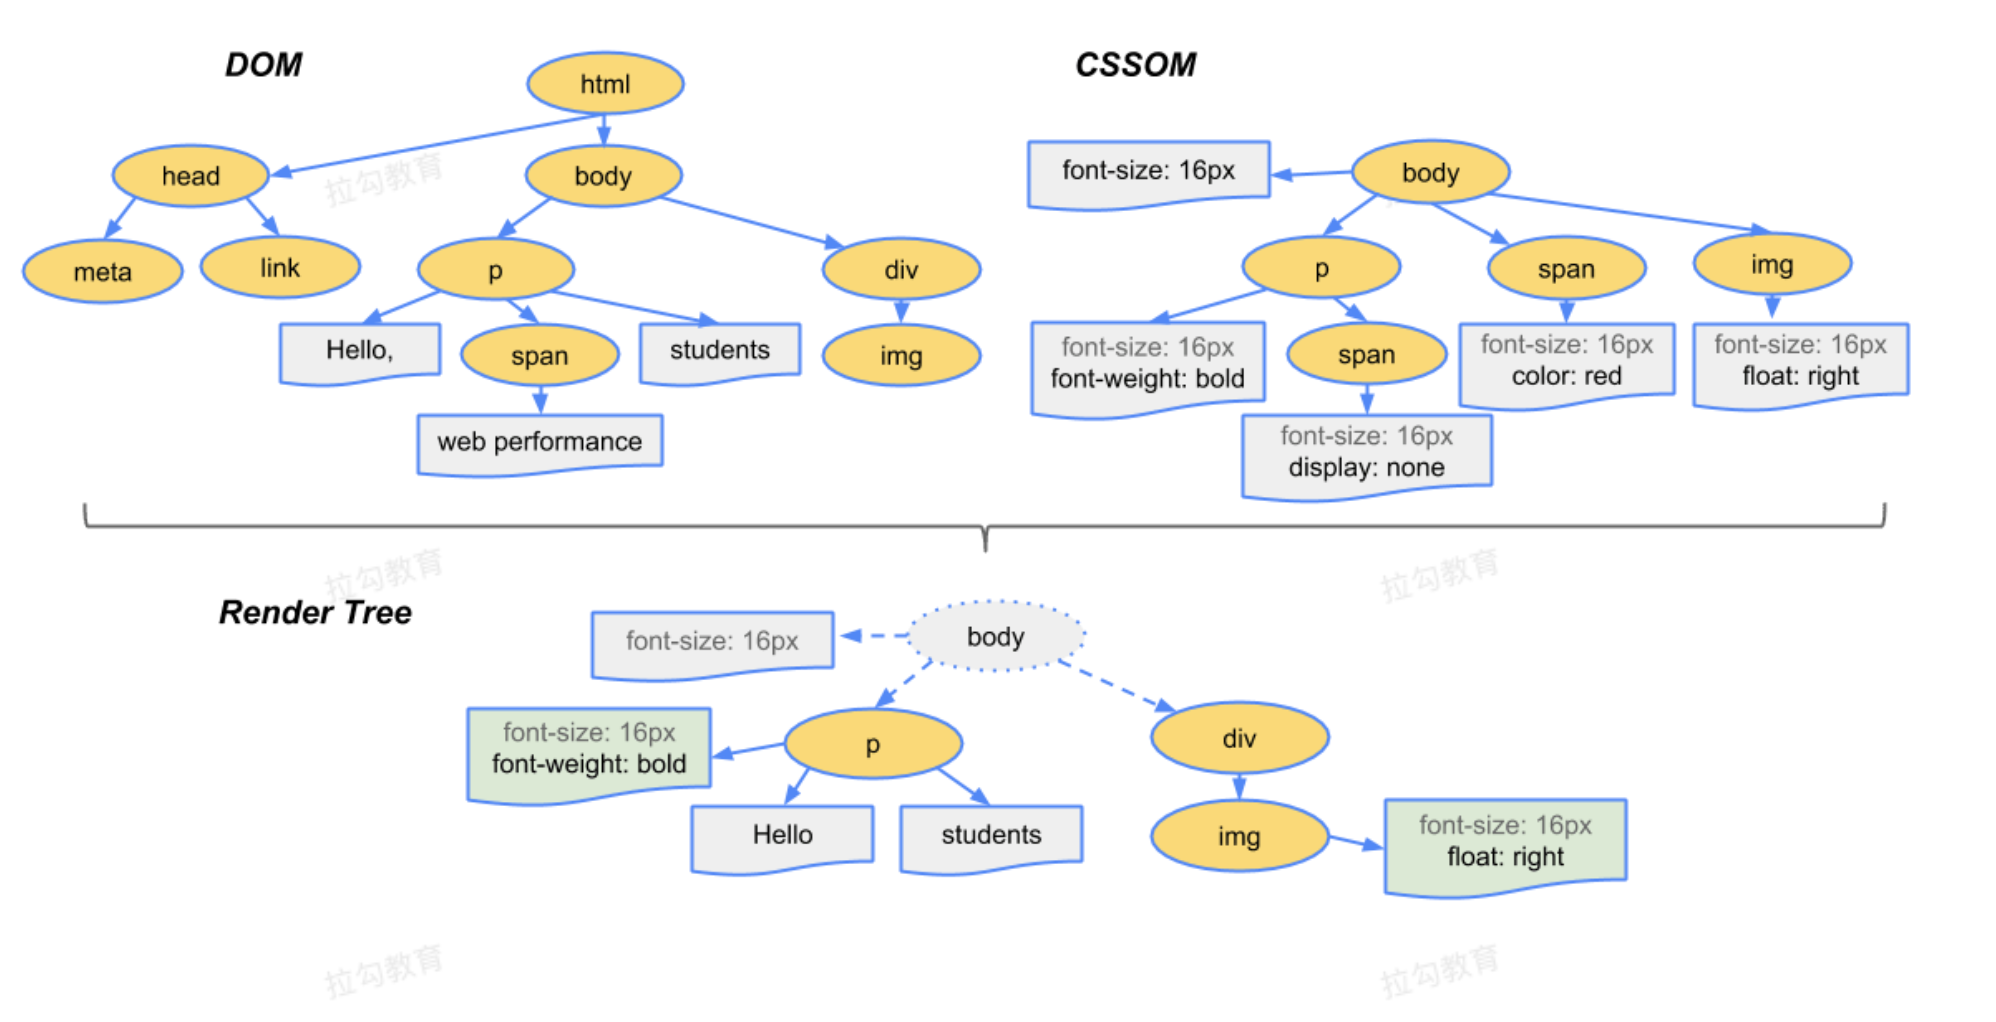 DOM
html
head
body
meta
link
p
div
Hello,
span
students
img
web performance
CSSOM
font-size: 16px
body
p
span
img
font-size: 16px
font-weight: bold
span
font-size: 16px
color: red
font-size: 16px
float: right
font-size: 16px
display: none
Render Tree
font-size: 16px
body
font-size: 16px
font-weight: bold
p
div
Hello
students
img
font-size: 16px
float: right
拉勾教育
拉勾教育
拉勾教育
拉勾教育
拉勾教育